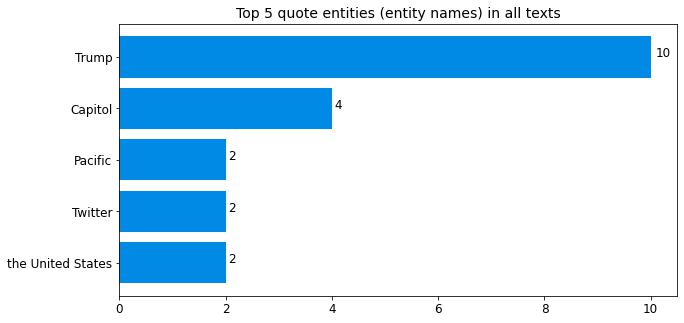 Top 5 quote entities (entity names) in all texts
Trump 10
Capitol 4
Pacific 2
Twitter 2
the United States 2
0 2 4 6 8 10